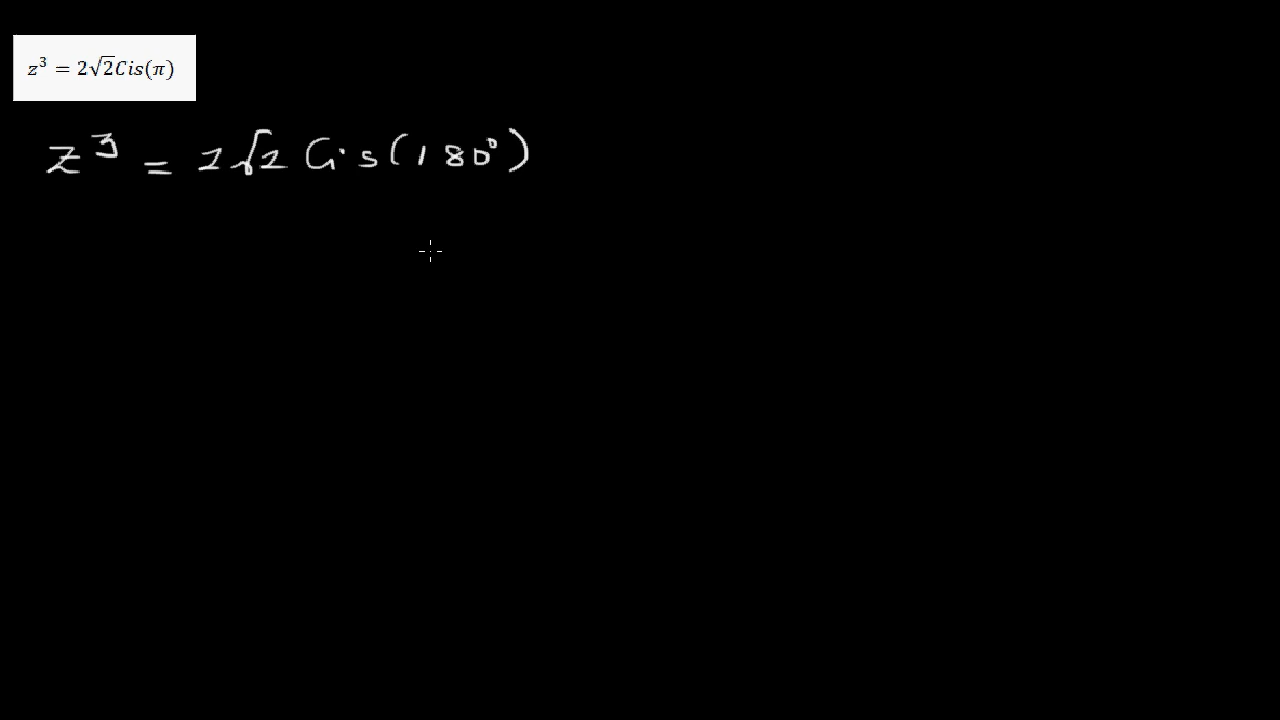 z³ = 2√2Cis(π)
z³ = 2√2 Cis(180°)